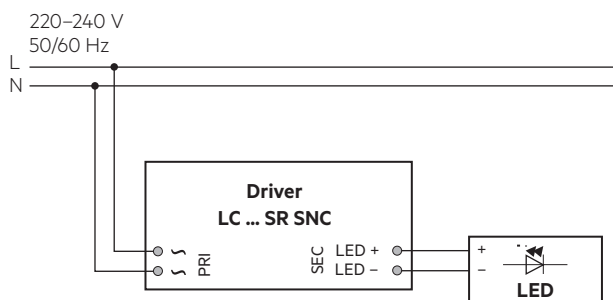 220–240 V
50/60 Hz
L
N
Driver
LC ... SR SNC
~ PRI SEC LED + +
~ LED – –
LED